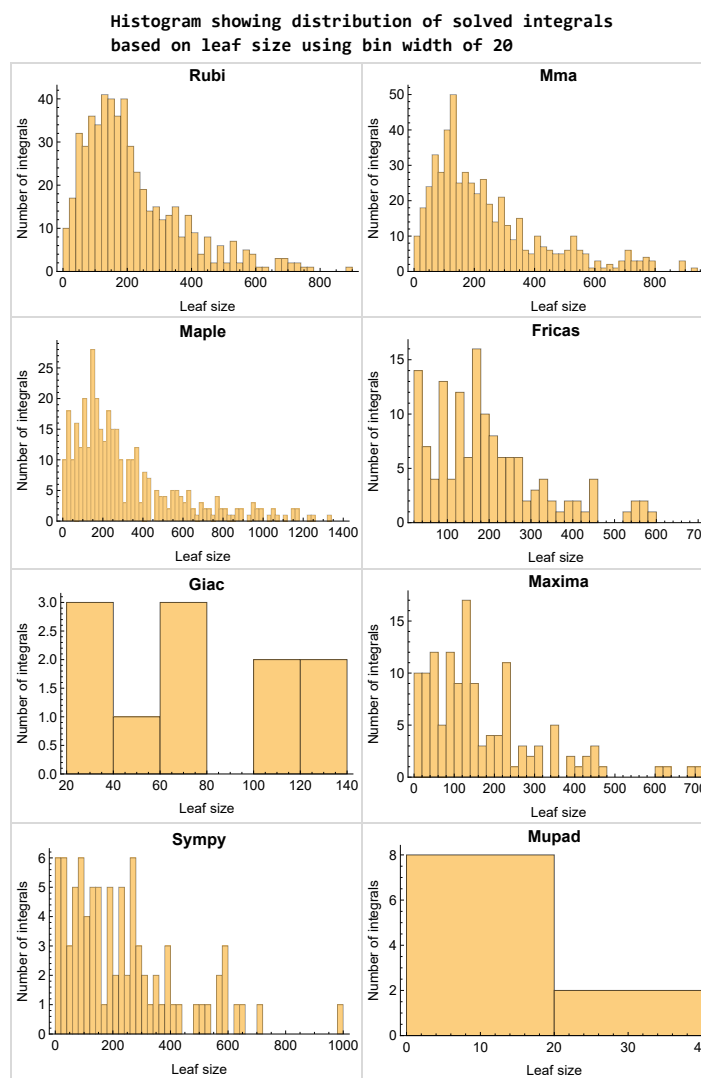 Histogram showing distribution of solved integrals
based on leaf size using bin width of 20
Rubi
Number of integrals
0
10
20
30
40
0 200 400 600 800
Leaf size
Mma
Number of integrals
0
10
20
30
40
50
0 200 400 600 800
Leaf size
Maple
Number of integrals
0
5
10
15
20
25
0 200 400 600 800 1000 1200 1400
Leaf size
Fricas
Number of integrals
0
5
10
15
100 200 300 400 500 600
Leaf size
Giac
Number of integrals
0.0
0.5
1.0
1.5
2.0
2.5
3.0
20 40 60 80 100 120 140
Leaf size
Maxima
Number of integrals
0
5
10
15
0 100 200 300 400 500 600
Leaf size
Sympy
Number of integrals
0
1
2
3
4
5
6
0 200 400 600 800 1000
Leaf size
Mupad
Number of integrals
0
2
4
6
8
0 10 20 30
Leaf size